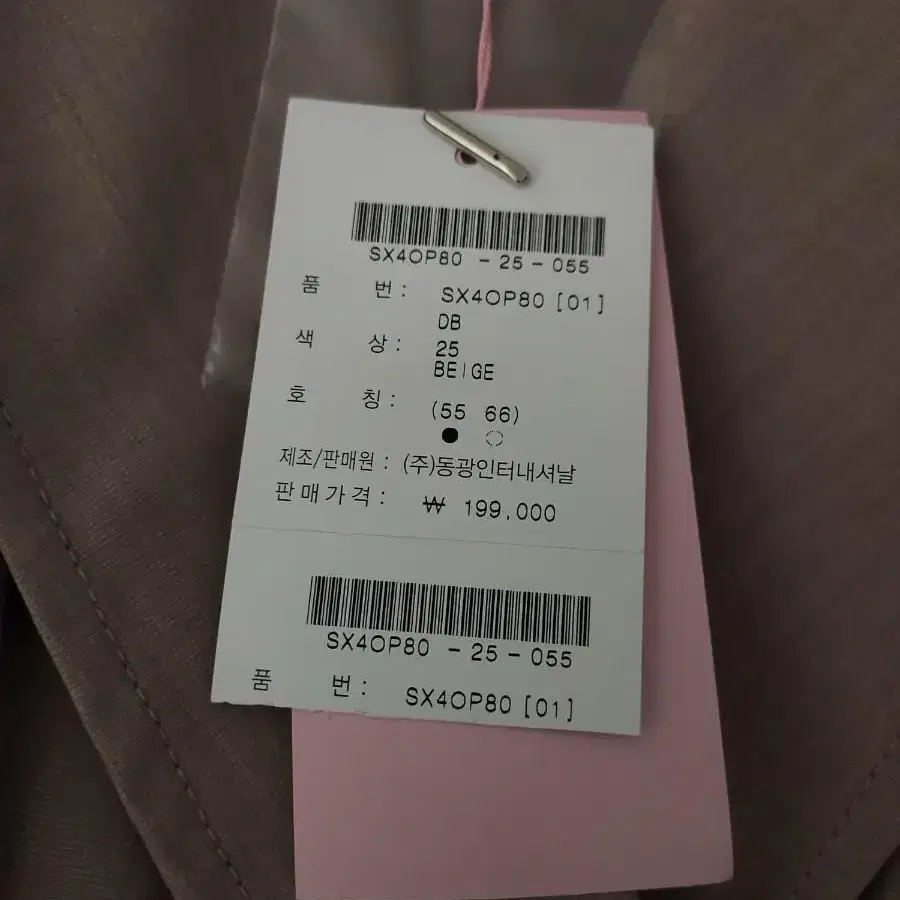 SX4OP80 - 25 - 055
품 번 : SX4OP80 [01]
DB
색 상 : 25
BEIGE
호 칭 : (55 66)
제조/판매원 : (주)동광인터내셔날
판매가격 : ₩ 199,000
SX4OP80 - 25 - 055
품 번 : SX4OP80 [01]